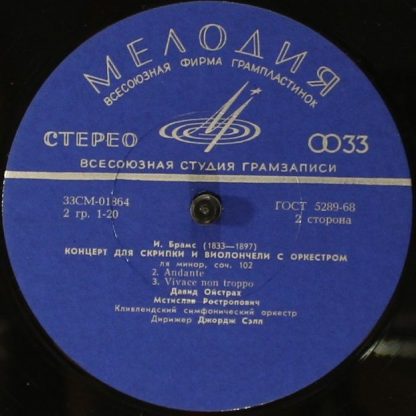 МЕЛОДИЯ
ВСЕСОЮЗНАЯ ФИРМА ГРАМПЛАСТИНОК
СТЕРЕО
33
ВСЕСОЮЗНАЯ СТУДИЯ ГРАМЗАПИСИ
33СМ-01864
ГОСТ 5289-68
2 гр. 1-20
2 сторона
И. Брамс (1833—1897)
КОНЦЕРТ ДЛЯ СКРИПКИ И ВИОЛОНЧЕЛИ С ОРКЕСТРОМ
ля минор, соч. 102
2. Andante
3. Vivace non troppo
Давид Ойстрах
Мстислав Ростропович
Кливлендский симфонический оркестр
Дирижер Джордж Сэлл